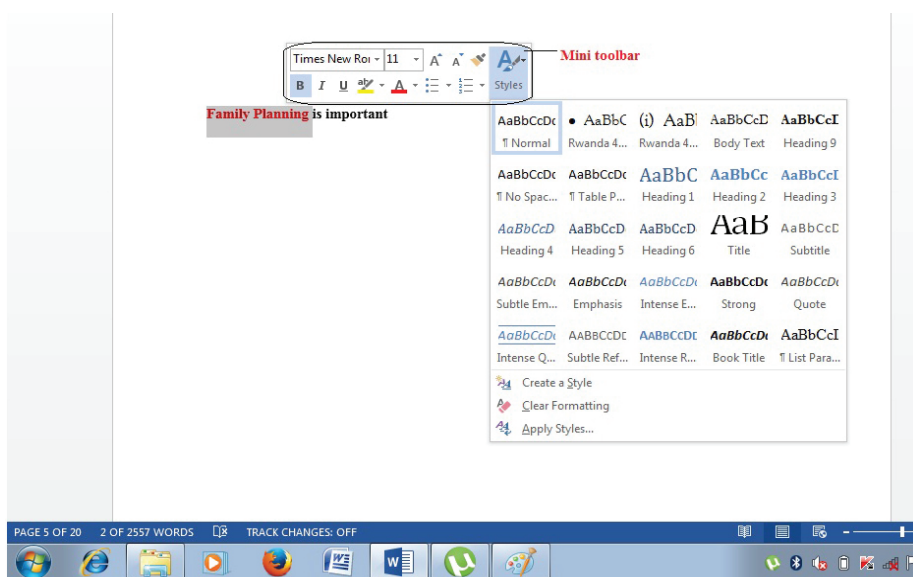 Times New Roi 11 A A A Mini toolbar
B I U ab A Styles
Family Planning is important
AaBbCcDc • AaBbC (i) AaBl AaBbCcD AaBbCcI
¶ Normal Rwanda 4... Rwanda 4... Body Text Heading 9
AaBbCcDc AaBbCcDc AaBbC AaBbCc AaBbCcI
¶ No Spac... ¶ Table P... Heading 1 Heading 2 Heading 3
AaBbCcD AaBbCcD AaBbCcD AaB AaBbCcD
Heading 4 Heading 5 Heading 6 Title Subtitle
AaBbCcDc AaBbCcDc AaBbCcDc AaBbCcDc AaBbCcDc
Subtle Em... Emphasis Intense E... Strong Quote
AaBbCcDc AABBCCDD AABBCCDD AaBbCcDc AaBbCcI
Intense Q... Subtle Ref... Intense R... Book Title ¶ List Para...
Create a Style
Clear Formatting
Apply Styles...
PAGE 5 OF 20 2 OF 2557 WORDS TRACK CHANGES: OFF